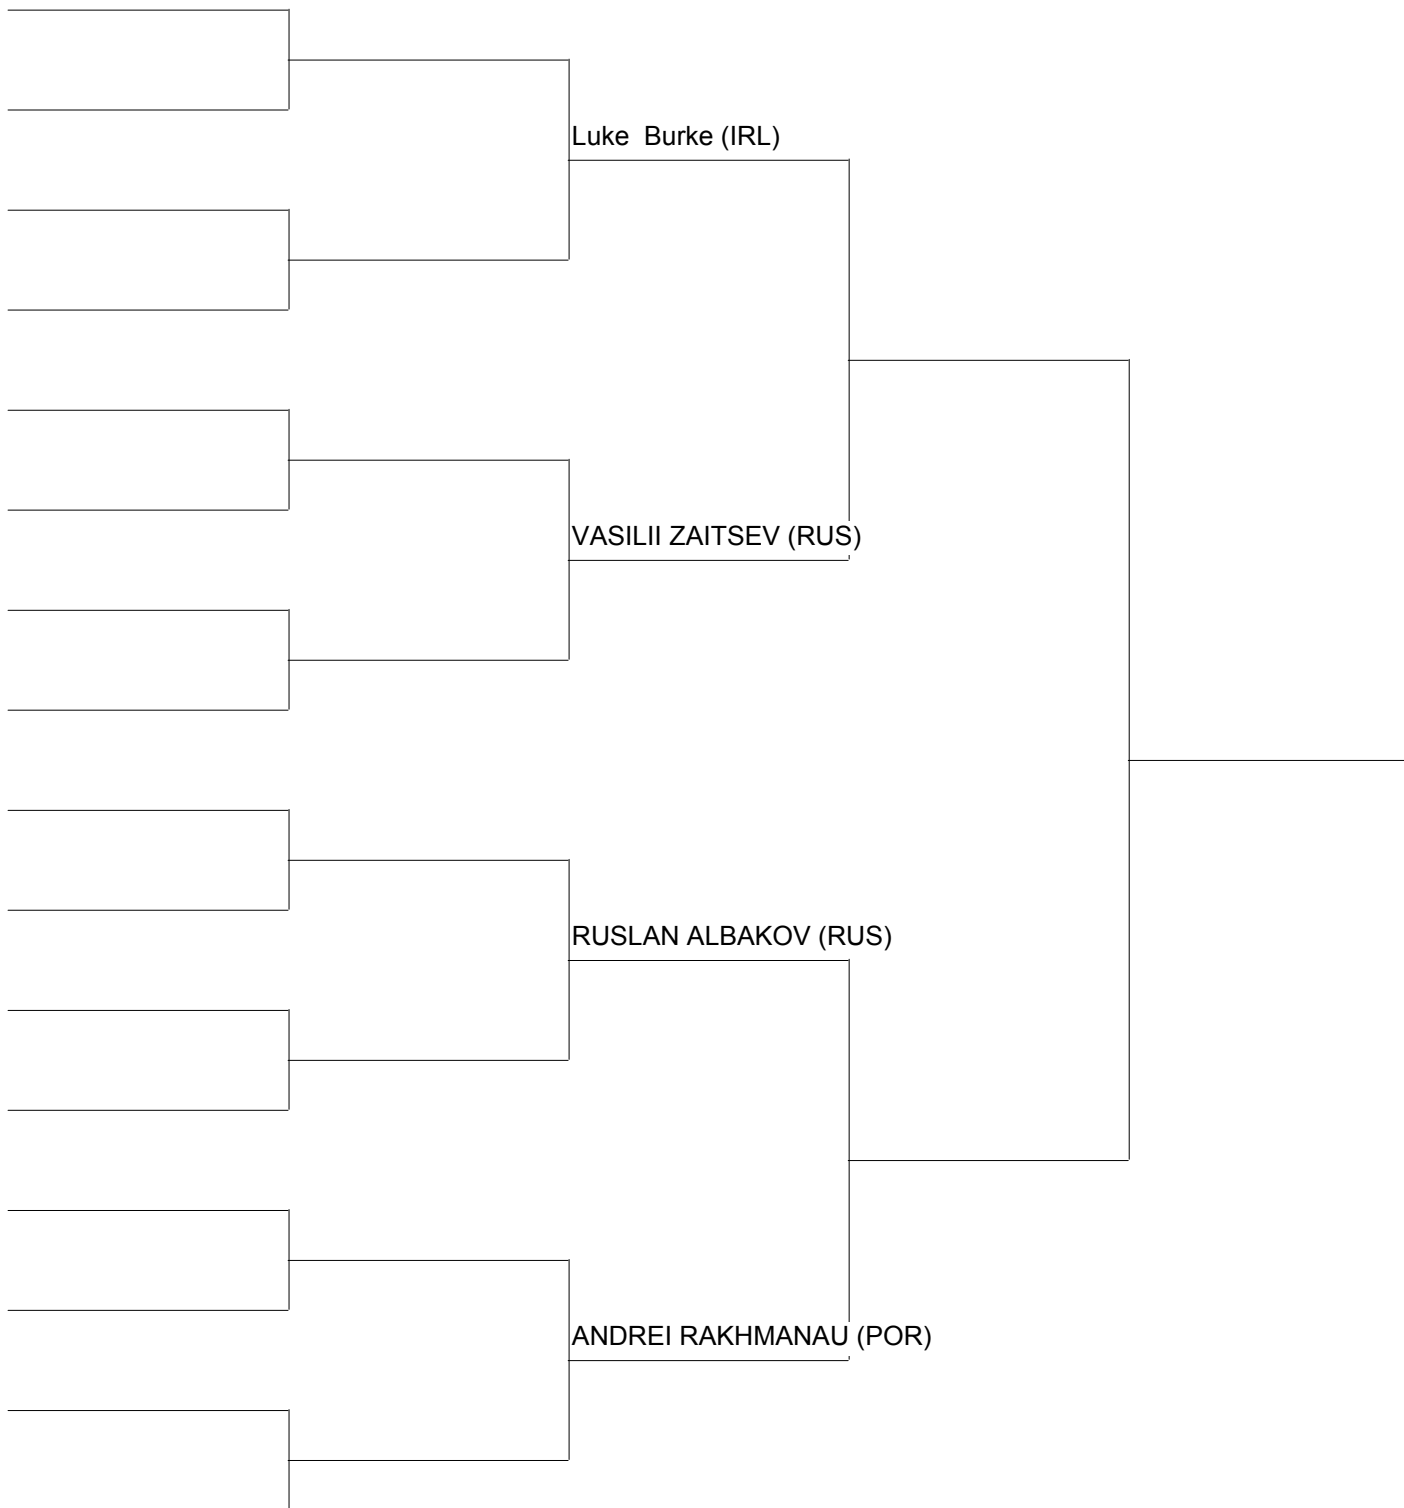 Luke  Burke (IRL)
VASILII ZAITSEV (RUS)
RUSLAN ALBAKOV (RUS)
ANDREI RAKHMANAU (POR)